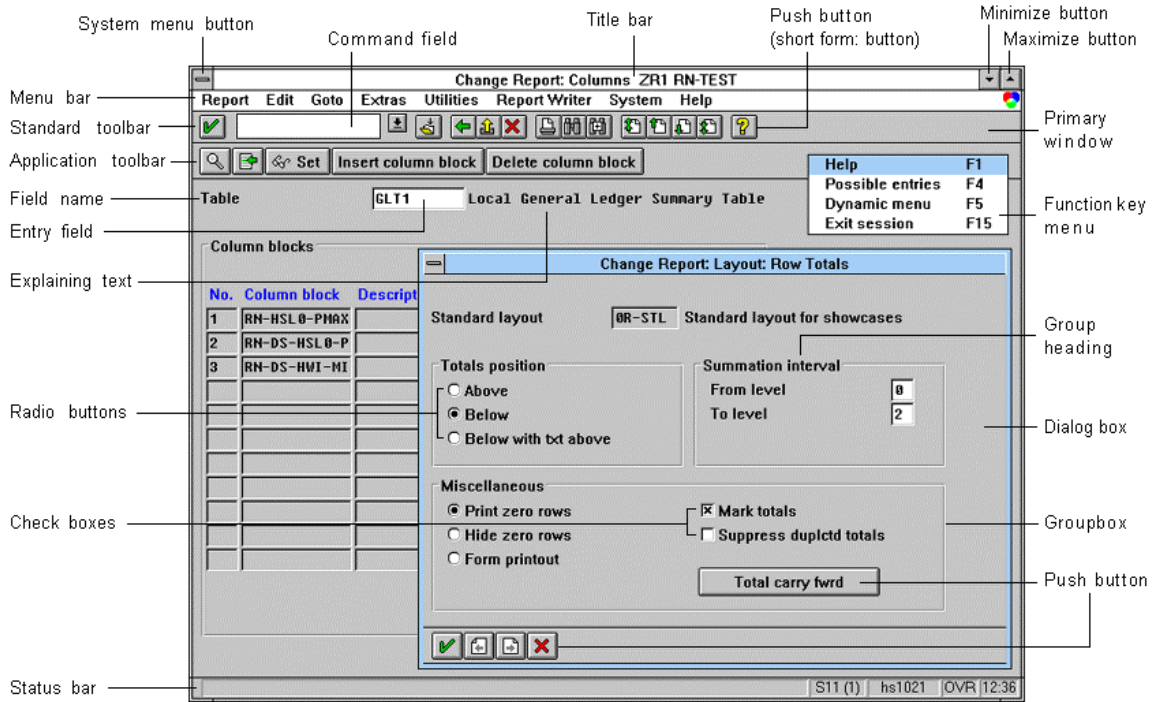 System menu button
Command field
Title bar
Push button
(short form: button)
Minimize button
Maximize button
Change Report: Columns ZR1 RN-TEST
Menu bar
Report Edit Goto Extras Utilities Report Writer System Help
Standard toolbar
Primary
window
Application toolbar
Set
Insert column block
Delete column block
Help F1
Possible entries F4
Dynamic menu F5
Exit session F15
Function key
menu
Field name
Table
GLT1
Local General Ledger Summary Table
Entry field
Column blocks
Explaining text
Change Report: Layout: Row Totals
No. Column block Descript
1 RN-HSL0-PMAX
2 RN-DS-HSL0-P
3 RN-DS-HWI-MI
Standard layout
0R-STL
Standard layout for showcases
Group
heading
Totals position
Above
Below
Below with txt above
Summation interval
From level 0
To level 2
Radio buttons
Dialog box
Miscellaneous
Print zero rows
Hide zero rows
Form printout
Mark totals
Suppress duplctd totals
Check boxes
Groupbox
Total carry fwrd
Push button
Status bar
S11 (1) hs1021 OVR 12:36